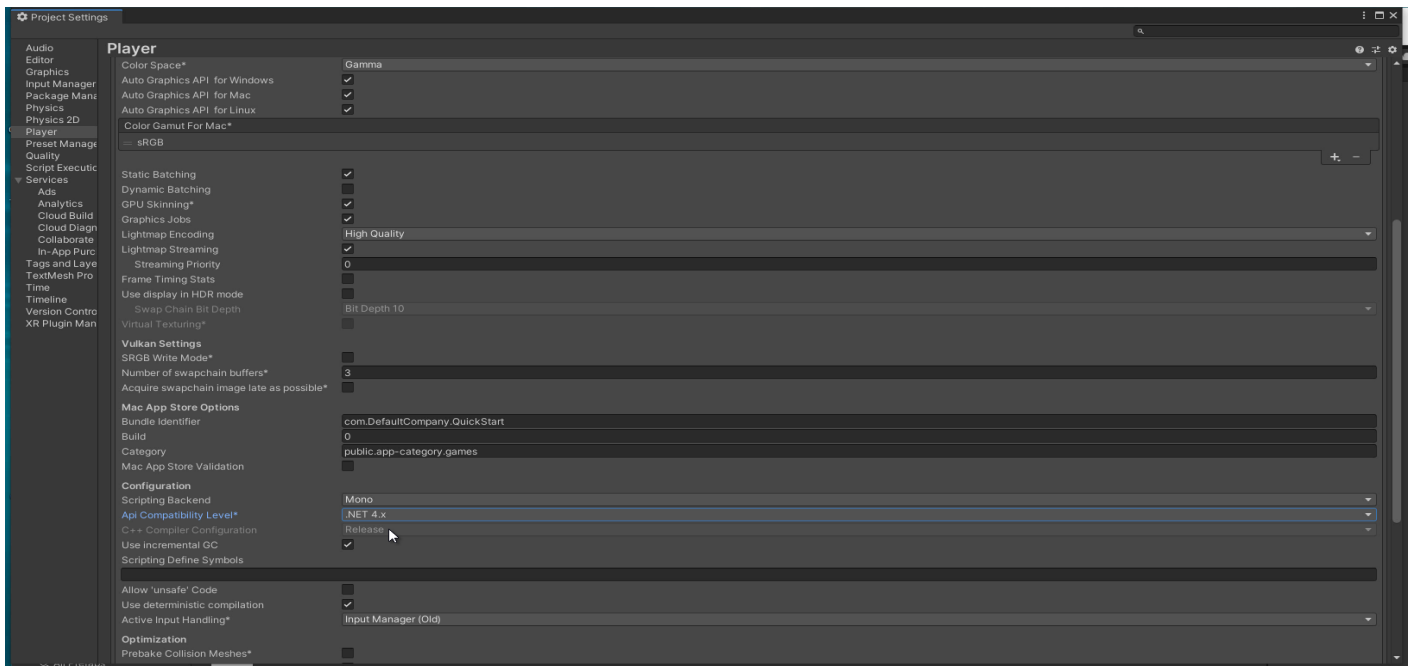 Project Settings
Audio
Editor
Graphics
Input Manager
Package Mana
Physics
Physics 2D
Player
Preset Manage
Quality
Script Executic
Services
Ads
Analytics
Cloud Build
Cloud Diagn
Collaborate
In-App Purc
Tags and Laye
TextMesh Pro
Time
Timeline
Version Contro
XR Plugin Man
Player
Color Space* Gamma
Auto Graphics API for Windows
Auto Graphics API for Mac
Auto Graphics API for Linux
Color Gamut For Mac*
= sRGB
Static Batching
Dynamic Batching
GPU Skinning*
Graphics Jobs
Lightmap Encoding High Quality
Lightmap Streaming
Streaming Priority 0
Frame Timing Stats
Use display in HDR mode
Swap Chain Bit Depth Bit Depth 10
Virtual Texturing*
Vulkan Settings
SRGB Write Mode*
Number of swapchain buffers* 3
Acquire swapchain image late as possible*
Mac App Store Options
Bundle Identifier com.DefaultCompany.QuickStart
Build 0
Category public.app-category.games
Mac App Store Validation
Configuration
Scripting Backend Mono
Api Compatibility Level* .NET 4.x
C++ Compiler Configuration Release
Use incremental GC
Scripting Define Symbols
Allow 'unsafe' Code
Use deterministic compilation
Active Input Handling* Input Manager (Old)
Optimization
Prebake Collision Meshes*